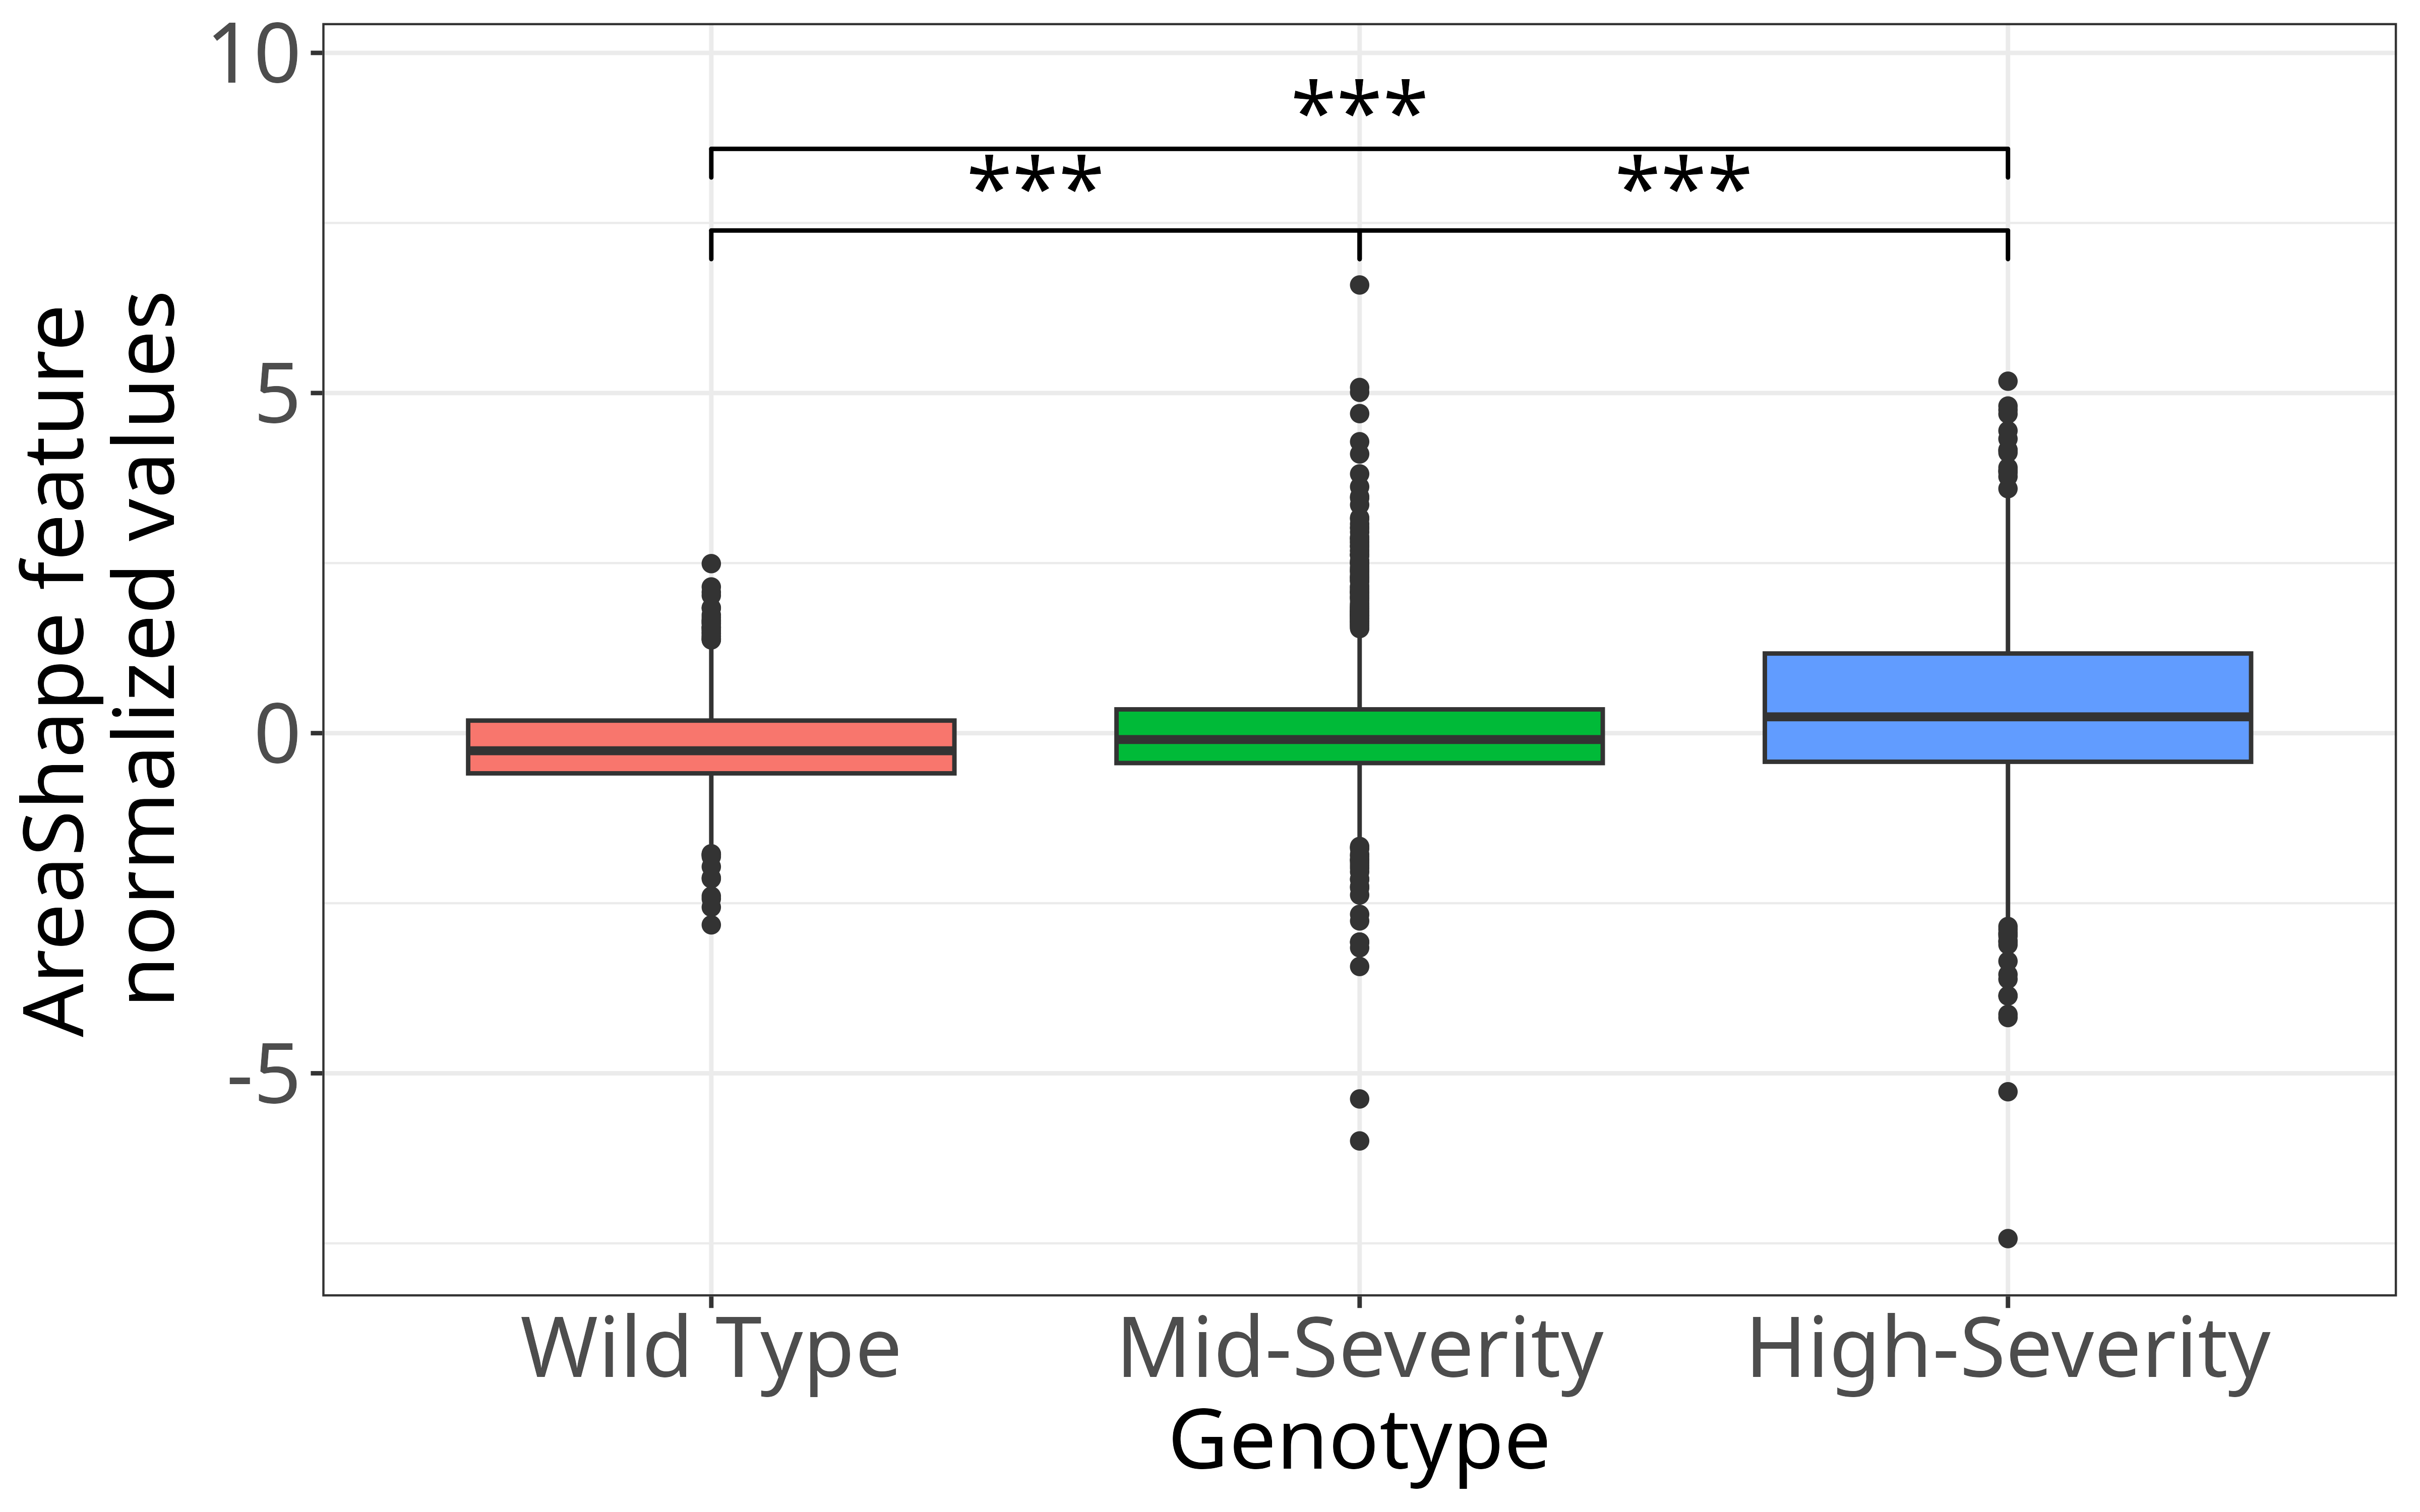 AreaShape feature
normalized values
10
5
0
-5
***
***
***
Wild Type
Mid-Severity
High-Severity
Genotype